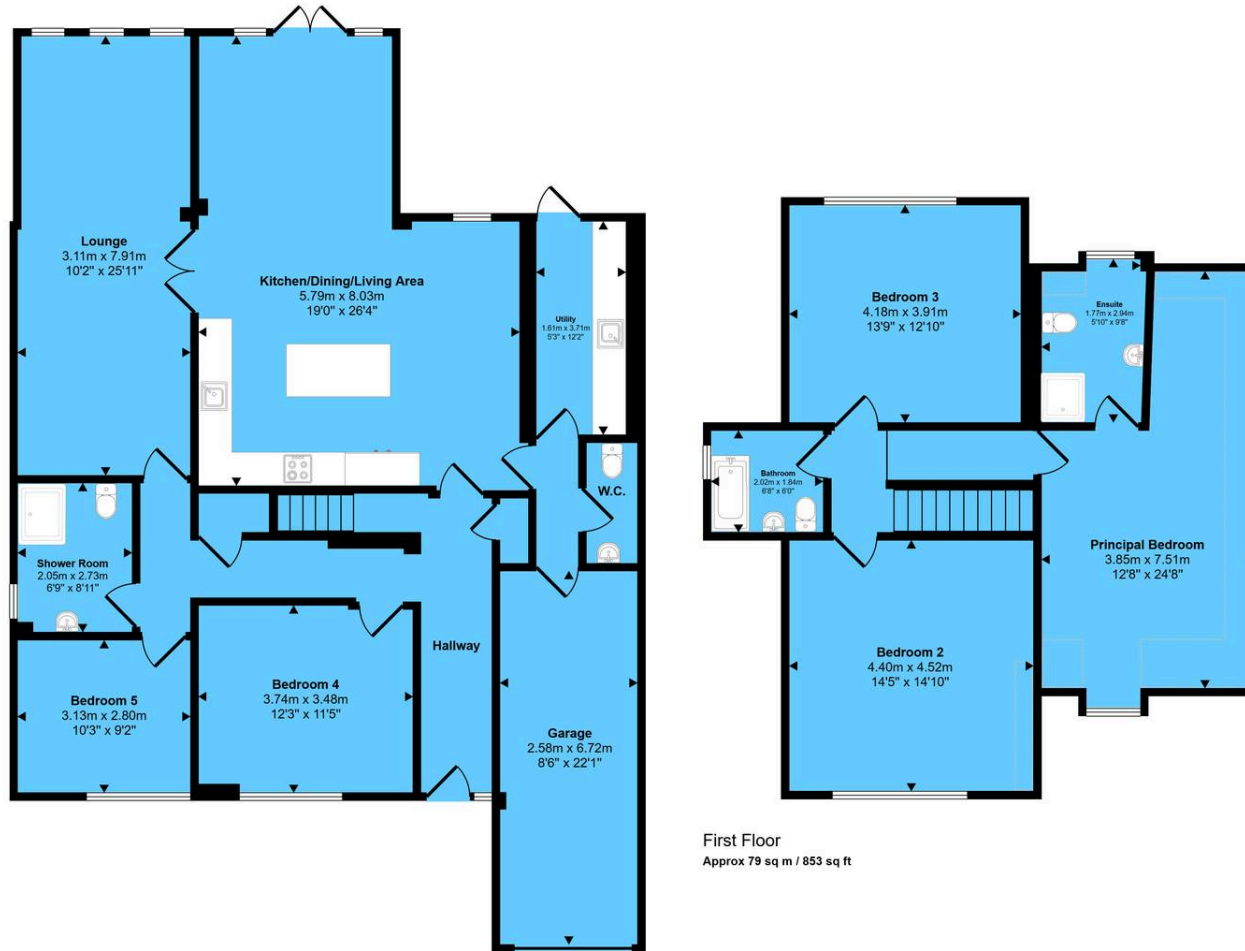 Lounge
3.11m x 7.91m
10'2" x 25'11"
Kitchen/Dining/Living Area
5.79m x 8.03m
19'0" x 26'4"
Utility
1.61m x 3.71m
5'3" x 12'2"
W.C.
Shower Room
2.05m x 2.73m
6'9" x 8'11"
Hallway
Bedroom 5
3.13m x 2.80m
10'3" x 9'2"
Bedroom 4
3.74m x 3.48m
12'3" x 11'5"
Garage
2.58m x 6.72m
8'6" x 22'1"
Bedroom 3
4.18m x 3.91m
13'9" x 12'10"
Ensuite
1.77m x 2.94m
5'10" x 9'8"
Bathroom
2.02m x 1.84m
6'8" x 6'0"
Principal Bedroom
3.85m x 7.51m
12'8" x 24'8"
Bedroom 2
4.40m x 4.52m
14'5" x 14'10"
First Floor
Approx 79 sq m / 853 sq ft